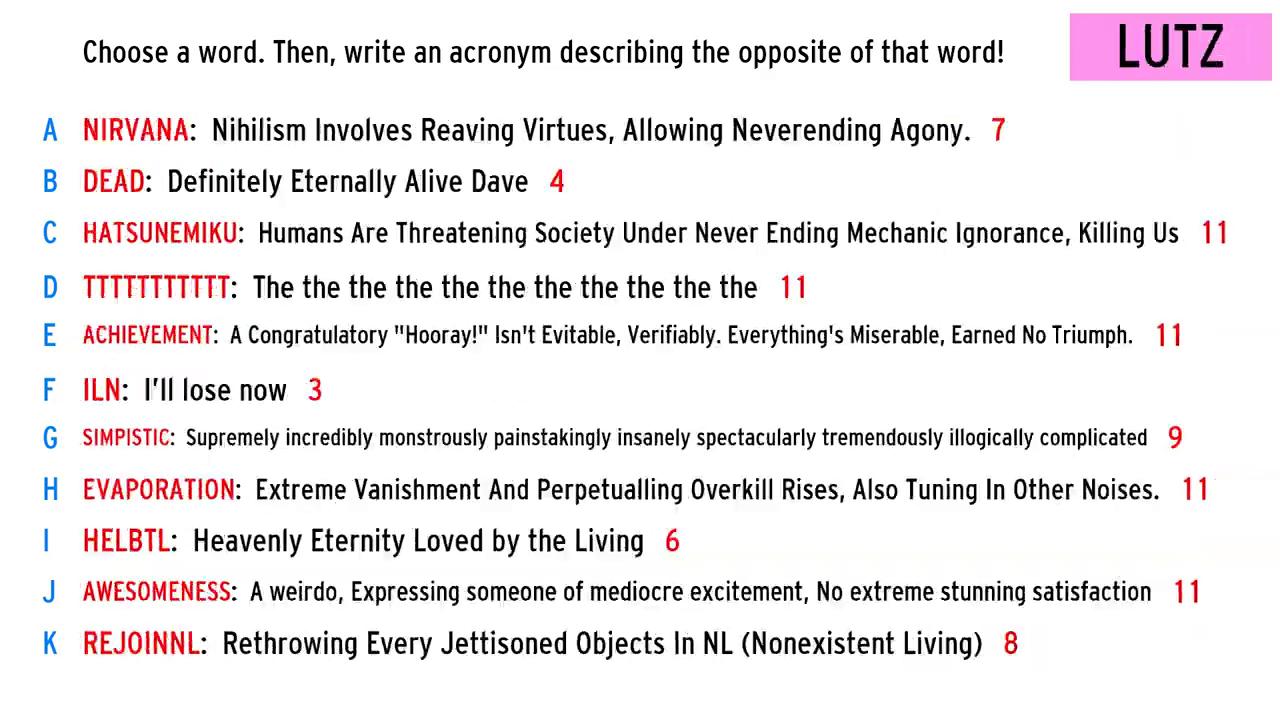 Choose a word. Then, write an acronym describing the opposite of that word!
LUTZ
A NIRVANA: Nihilism Involves Reaving Virtues, Allowing Neverending Agony. 7
B DEAD: Definitely Eternally Alive Dave 4
C HATSUNEMIKU: Humans Are Threatening Society Under Never Ending Mechanic Ignorance, Killing Us 11
D TTTTTTTTTTT: The the the the the the the the the the the 11
E ACHIEVEMENT: A Congratulatory "Hooray!" Isn't Evitable, Verifiably. Everything's Miserable, Earned No Triumph. 11
F ILN: I'll lose now 3
G SIMPISTIC: Supremely incredibly monstrously painstakingly insanely spectacularly tremendously illogically complicated 9
H EVAPORATION: Extreme Vanishment And Perpetualling Overkill Rises, Also Tuning In Other Noises. 11
I HELBTL: Heavenly Eternity Loved by the Living 6
J AWESOMENESS: A weirdo, Expressing someone of mediocre excitement, No extreme stunning satisfaction 11
K REJOINNL: Rethrowing Every Jettisoned Objects In NL (Nonexistent Living) 8